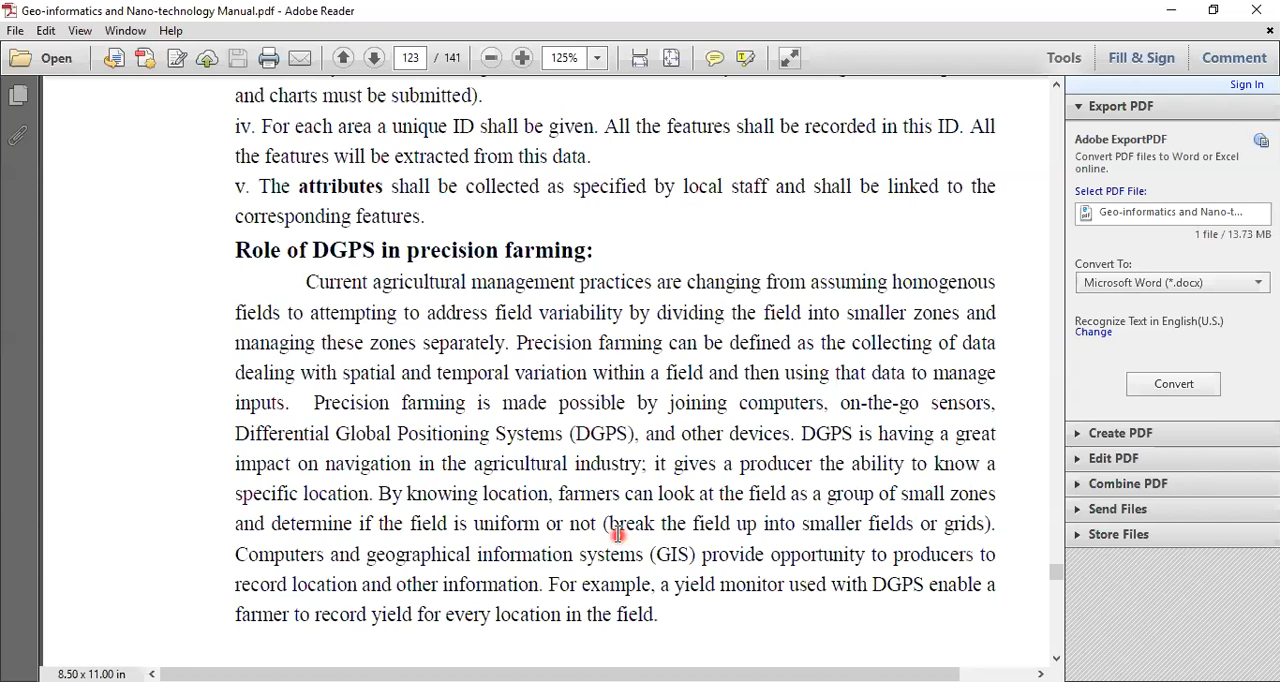 Geo-informatics and Nano-technology Manual.pdf - Adobe Reader
File Edit View Window Help
Open 123 / 141 125% Tools Fill & Sign Comment
Sign In
and charts must be submitted).
iv. For each area a unique ID shall be given. All the features shall be recorded in this ID. All
the features will be extracted from this data.
v. The attributes shall be collected as specified by local staff and shall be linked to the
corresponding features.
Role of DGPS in precision farming:
Current agricultural management practices are changing from assuming homogenous
fields to attempting to address field variability by dividing the field into smaller zones and
managing these zones separately. Precision farming can be defined as the collecting of data
dealing with spatial and temporal variation within a field and then using that data to manage
inputs. Precision farming is made possible by joining computers, on-the-go sensors,
Differential Global Positioning Systems (DGPS), and other devices. DGPS is having a great
impact on navigation in the agricultural industry; it gives a producer the ability to know a
specific location. By knowing location, farmers can look at the field as a group of small zones
and determine if the field is uniform or not (break the field up into smaller fields or grids).
Computers and geographical information systems (GIS) provide opportunity to producers to
record location and other information. For example, a yield monitor used with DGPS enable a
farmer to record yield for every location in the field.
8.50 x 11.00 in
Export PDF
Adobe ExportPDF
Convert PDF files to Word or Excel
online.
Select PDF File:
Geo-informatics and Nano-t...
1 file / 13.73 MB
Convert To:
Microsoft Word (*.docx)
Recognize Text in English(U.S.)
Change
Convert
Create PDF
Edit PDF
Combine PDF
Send Files
Store Files